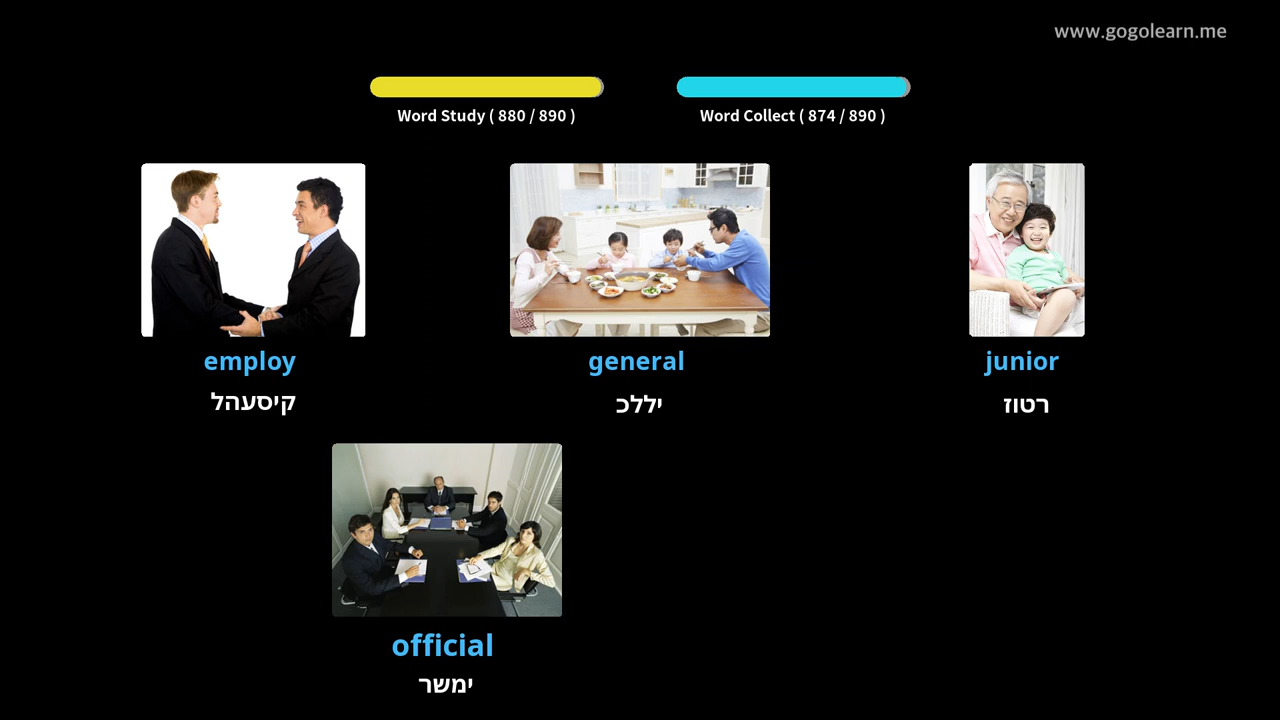 www.gogolearn.me
Word Study ( 880 / 890 )
Word Collect ( 874 / 890 )
employ
קיסעהל
general
יללכ
junior
רטוז
official
ימשר